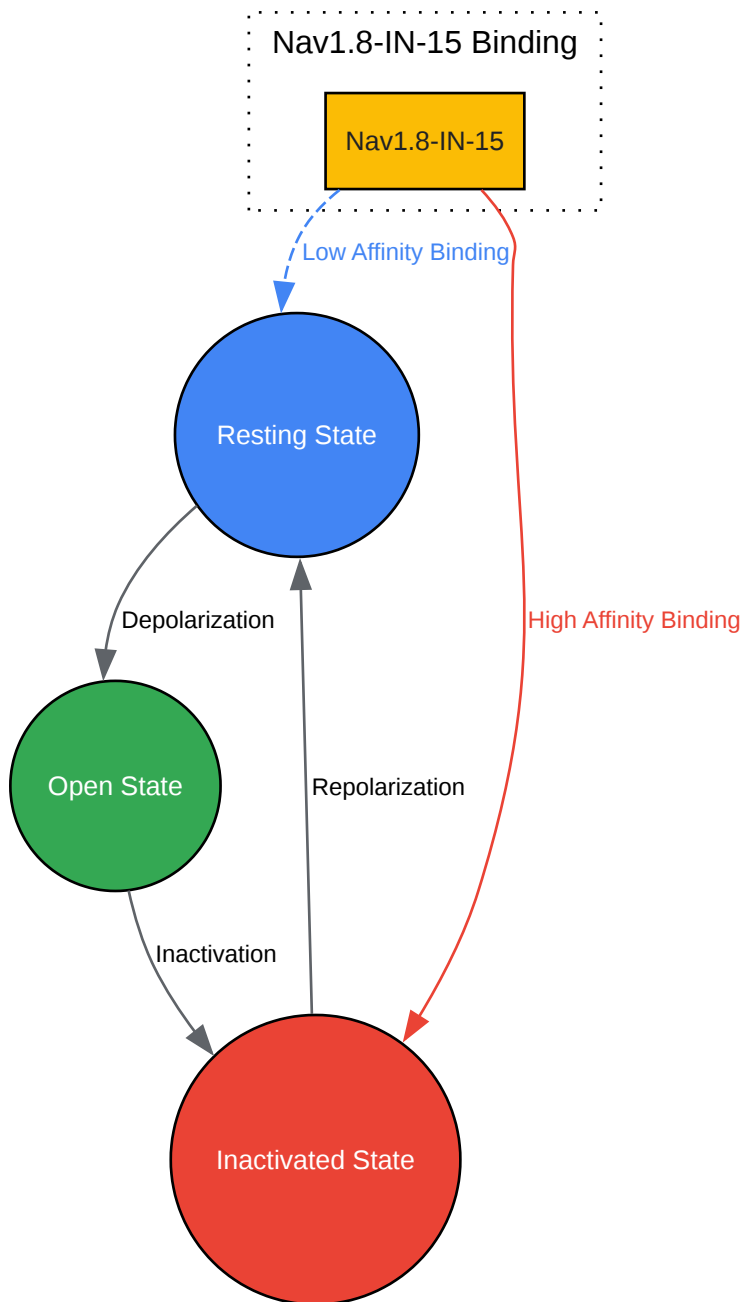 Nav1.8-IN-15 Binding
Nav1.8-IN-15
Low Affinity Binding
Resting State
Depolarization
High Affinity Binding
Open State
Repolarization
Inactivation
Inactivated State